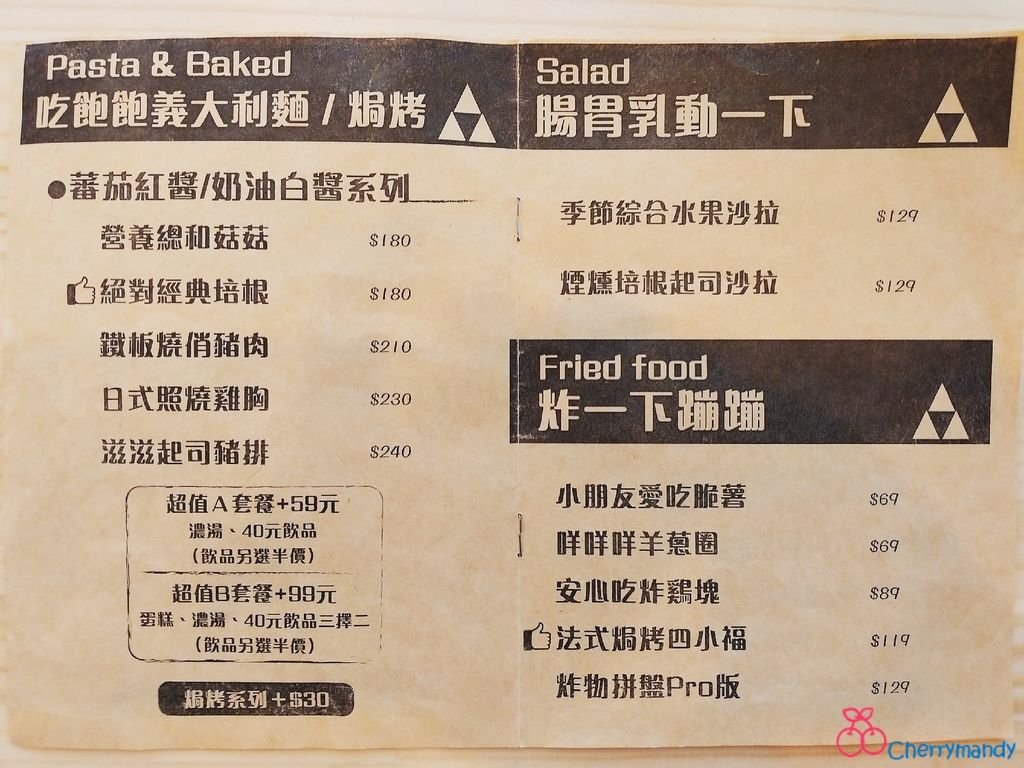 Pasta & Baked
吃飽飽義大利麵 / 焗烤
●蕃茄紅醬/奶油白醬系列
營養總和菇菇 $180
絕對經典培根 $180
鐵板燒俏豬肉 $210
日式照燒雞胸 $230
滋滋起司豬排 $240
超值A套餐+59元
濃湯、40元飲品
(飲品另選半價)
超值B套餐+99元
蛋糕、濃湯、40元飲品三擇二
(飲品另選半價)
焗烤系列+$30
Salad
腸胃乳動一下
季節綜合水果沙拉 $129
煙燻培根起司沙拉 $129
Fried food
炸一下蹦蹦
小朋友愛吃脆薯 $69
咩咩咩羊蔥圈 $69
安心吃炸鷄塊 $89
法式焗烤四小福 $119
炸物拼盤Pro版 $129
Cherrymandy